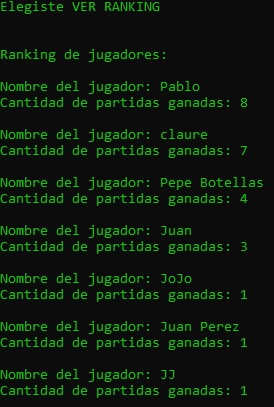 Elegiste VER RANKING
Ranking de jugadores:
Nombre del jugador: Pablo
Cantidad de partidas ganadas: 8
Nombre del jugador: claure
Cantidad de partidas ganadas: 7
Nombre del jugador: Pepe Botellas
Cantidad de partidas ganadas: 4
Nombre del jugador: Juan
Cantidad de partidas ganadas: 3
Nombre del jugador: JoJo
Cantidad de partidas ganadas: 1
Nombre del jugador: Juan Perez
Cantidad de partidas ganadas: 1
Nombre del jugador: JJ
Cantidad de partidas ganadas: 1